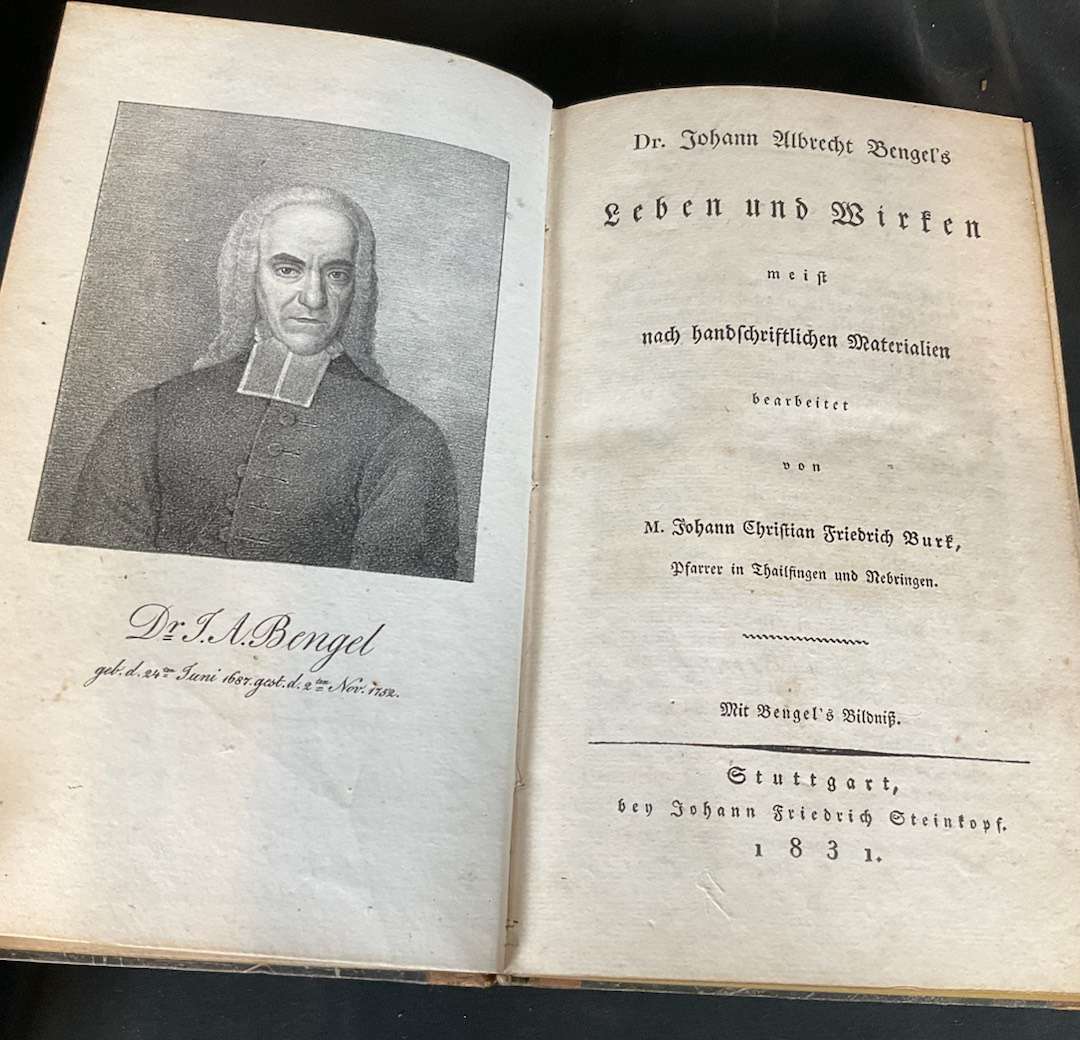 Dr. J. A. Bengel
geb. d. 24ten Juni 1687. gest. d. 2ten Nov. 1752.
Dr. Johann Albrecht Bengel's
Leben und Wirken
meist
nach handschriftlichen Materialien
bearbeitet
von
M. Johann Christian Friedrich Burk,
Pfarrer in Thailfingen und Nebringen.
Mit Bengel's Bildniß.
Stuttgart,
bey Johann Friedrich Steinkopf.
1831.